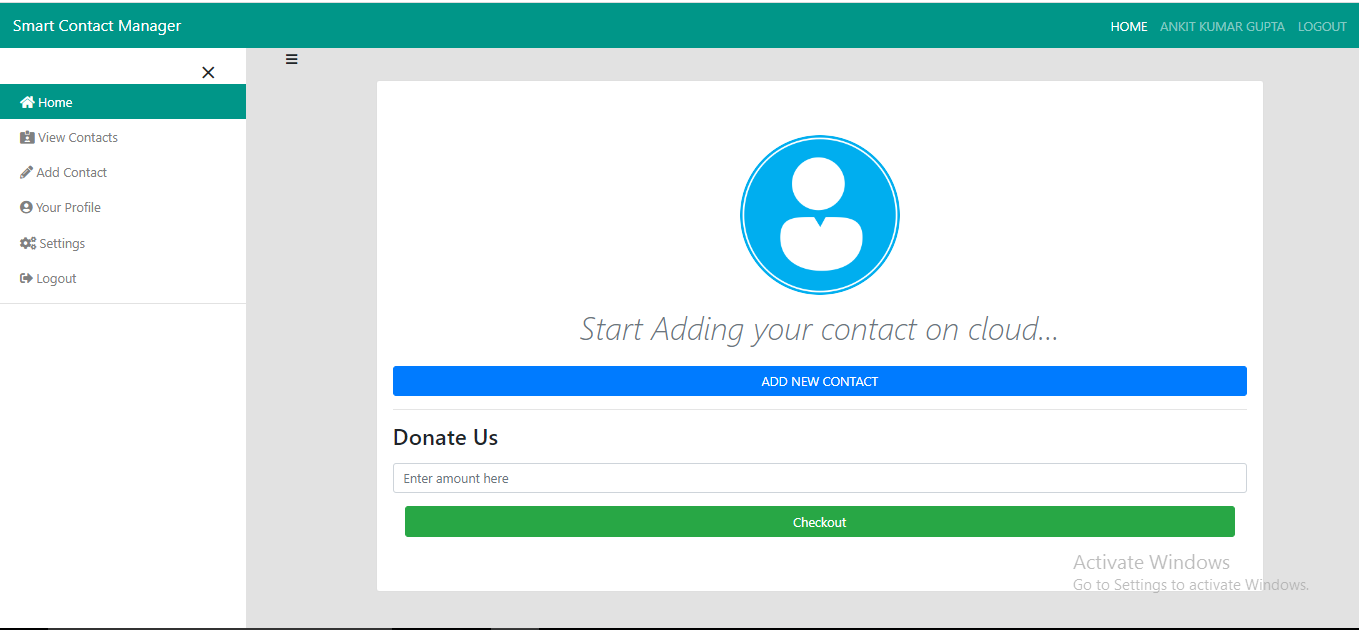 Smart Contact Manager
HOME ANKIT KUMAR GUPTA LOGOUT
Home
View Contacts
Add Contact
Your Profile
Settings
Logout
Start Adding your contact on cloud...
ADD NEW CONTACT
Donate Us
Enter amount here
Checkout
Activate Windows
Go to Settings to activate Windows.